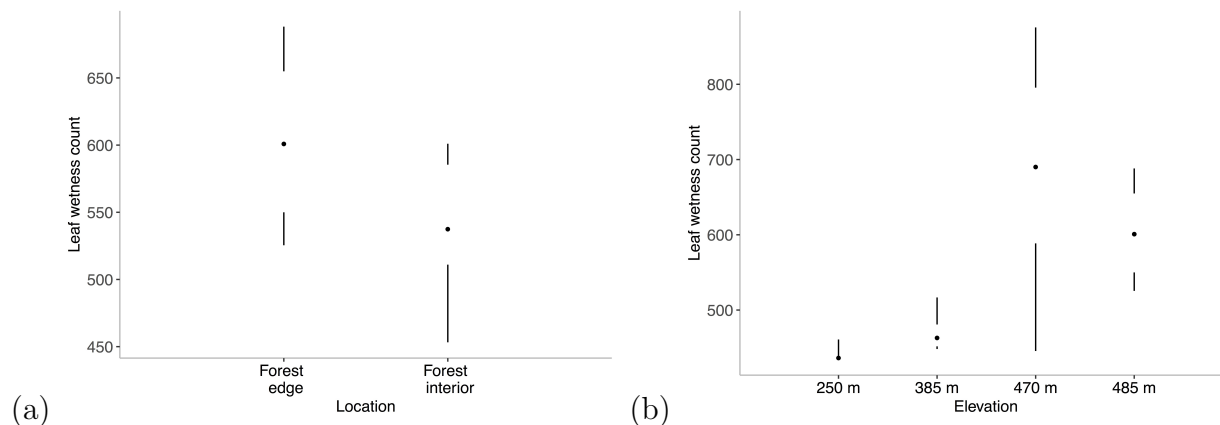 Leaf wetness count
650
600
550
500
450
Forest edge
Forest interior
Location
(a)
Leaf wetness count
800
700
600
500
250 m 385 m 470 m 485 m
Elevation
(b)